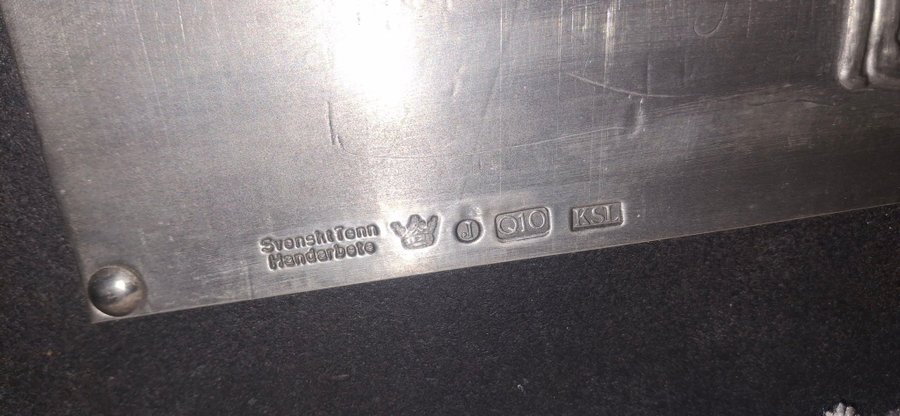 Svenskt Tenn
Handarbete
J
Q10
KSL